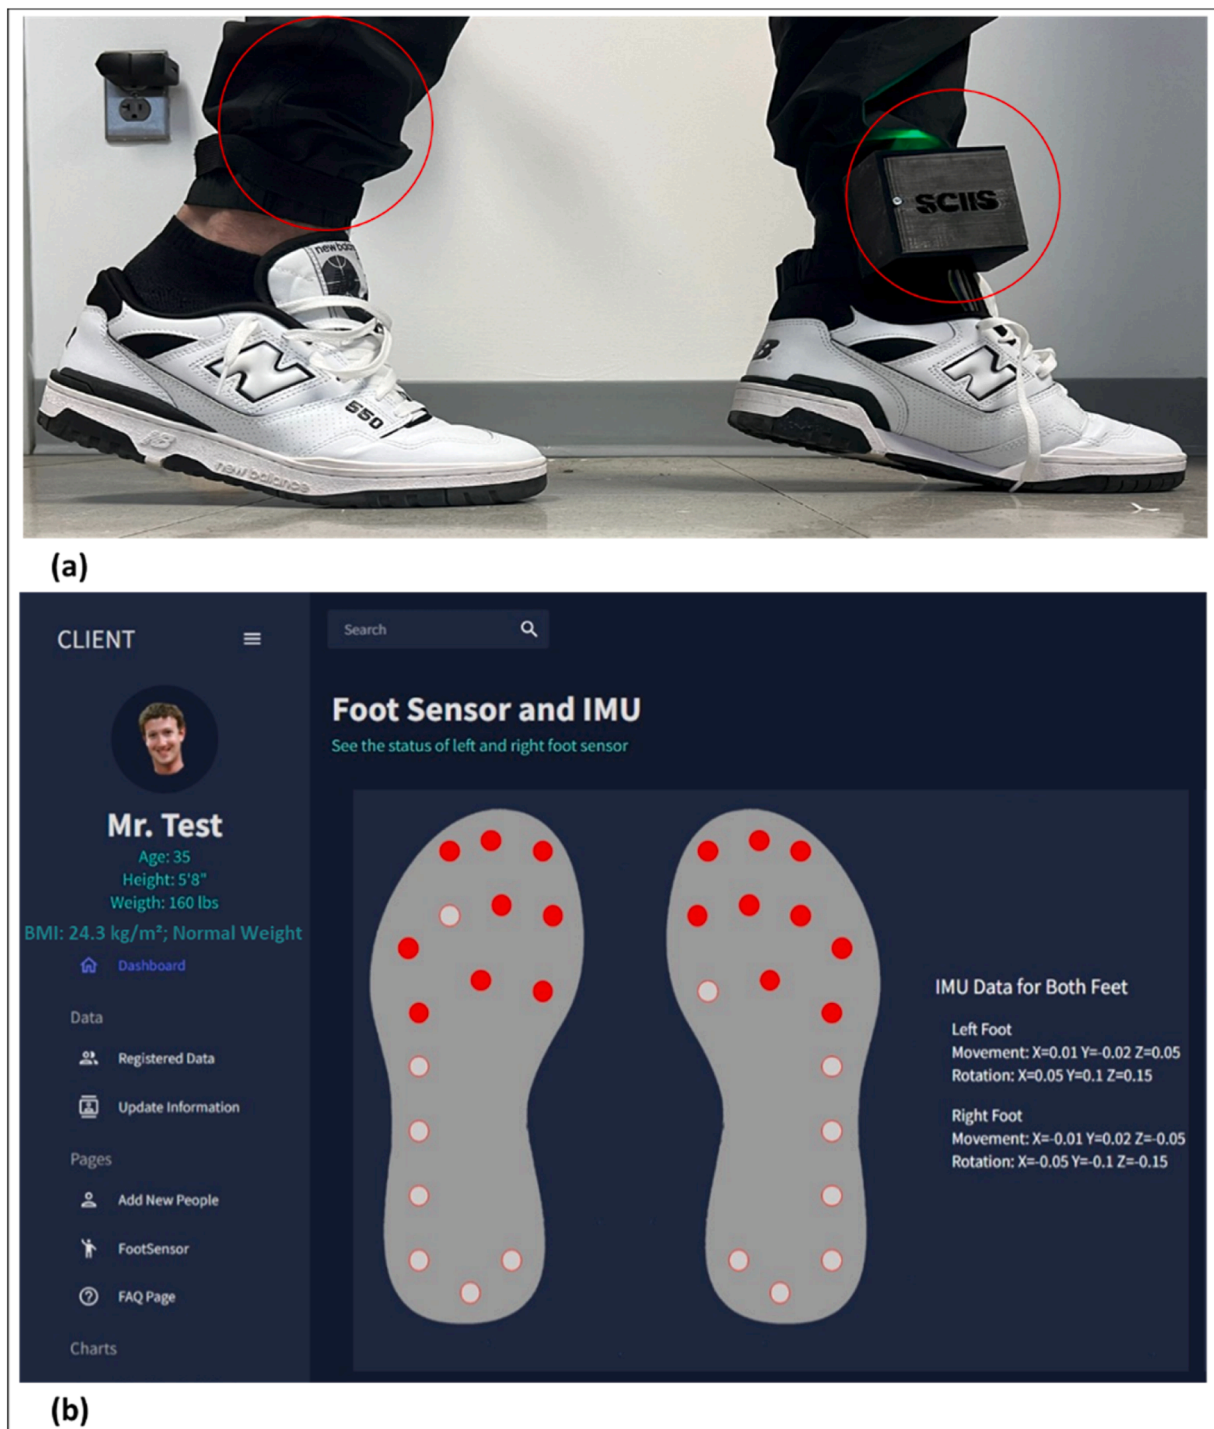 new balance
550
new balance
SCIIS
(a)
CLIENT
Search
Foot Sensor and IMU
See the status of left and right foot sensor
Mr. Test
Age: 35
Height: 5'8"
Weigth: 160 lbs
BMI: 24.3 kg/m²; Normal Weight
Dashboard
Data
Registered Data
Update Information
Pages
Add New People
FootSensor
FAQ Page
Charts
IMU Data for Both Feet
Left Foot
Movement: X=0.01 Y=-0.02 Z=0.05
Rotation: X=0.05 Y=0.1 Z=0.15
Right Foot
Movement: X=-0.01 Y=0.02 Z=-0.05
Rotation: X=-0.05 Y=-0.1 Z=-0.15
(b)